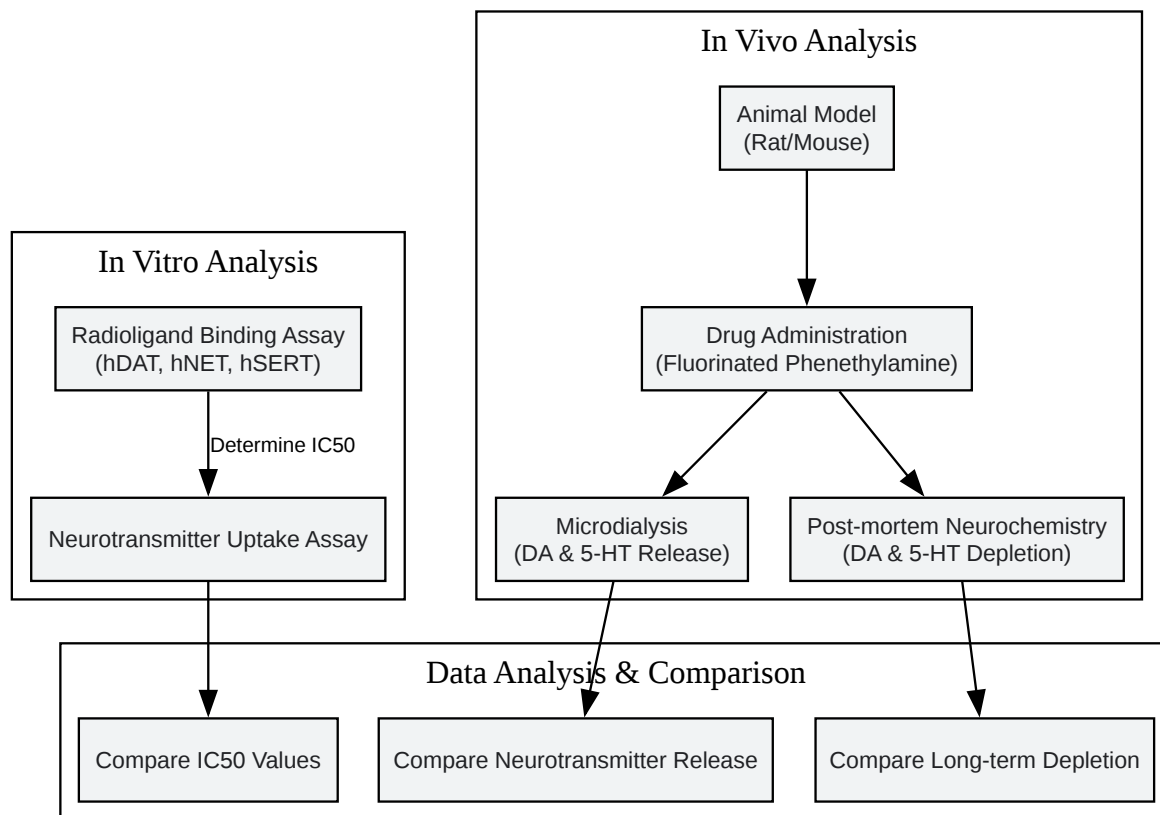 In Vivo Analysis
Animal Model
(Rat/Mouse)
In Vitro Analysis
Radioligand Binding Assay
(hDAT, hNET, hSERT)
Drug Administration
(Fluorinated Phenethylamine)
Determine IC50
Neurotransmitter Uptake Assay
Microdialysis
(DA & 5-HT Release)
Post-mortem Neurochemistry
(DA & 5-HT Depletion)
Data Analysis & Comparison
Compare IC50 Values
Compare Neurotransmitter Release
Compare Long-term Depletion